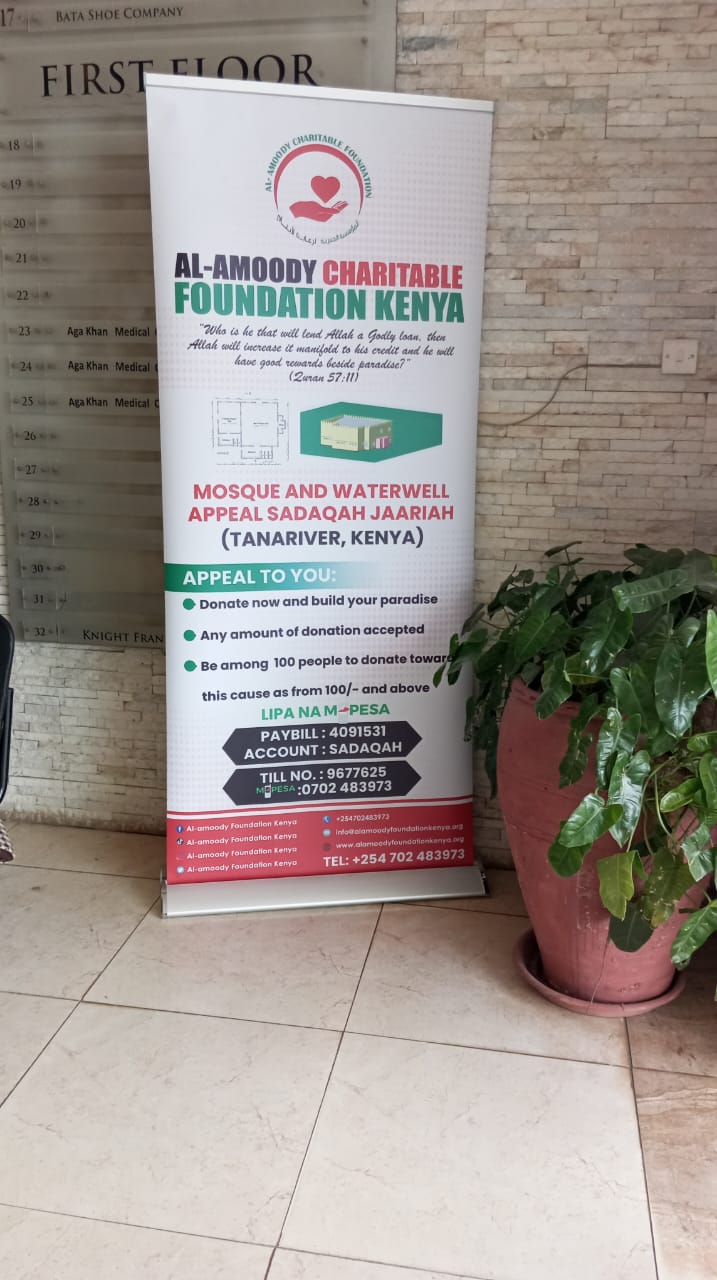 17 BATA SHOE COMPANY
FIRST FLOOR
18
19
20
21
22
23 Aga Khan Medical
24 Aga Khan Medical
25 Aga Khan Medical
26
27
28
29
30
31
32 KNIGHT FRAN
AL-AMOODY CHARITABLE FOUNDATION
AL-AMOODY CHARITABLE
FOUNDATION KENYA
"Who is he that will lend Allah a Godly loan, then
Allah will increase it manifold to his credit and he will
have good rewards beside paradise?"
(Quran 57:11)
MOSQUE AND WATERWELL
APPEAL SADAQAH JAARIAH
(TANARIVER, KENYA)
APPEAL TO YOU:
Donate now and build your paradise
Any amount of donation accepted
Be among 100 people to donate towar
this cause as from 100/- and above
LIPA NA M-PESA
PAYBILL : 4091531
ACCOUNT : SADAQAH
TILL NO. : 9677625
M-PESA :0702 483973
Al-amoody Foundation Kenya
Al-amoody Foundation Kenya
Al-amoody Foundation Kenya
Al-amoody Foundation Kenya
+254702483973
info@alamoodyfoundationkenya.org
www.alamoodyfoundationkenya.org
TEL: +254 702 483973